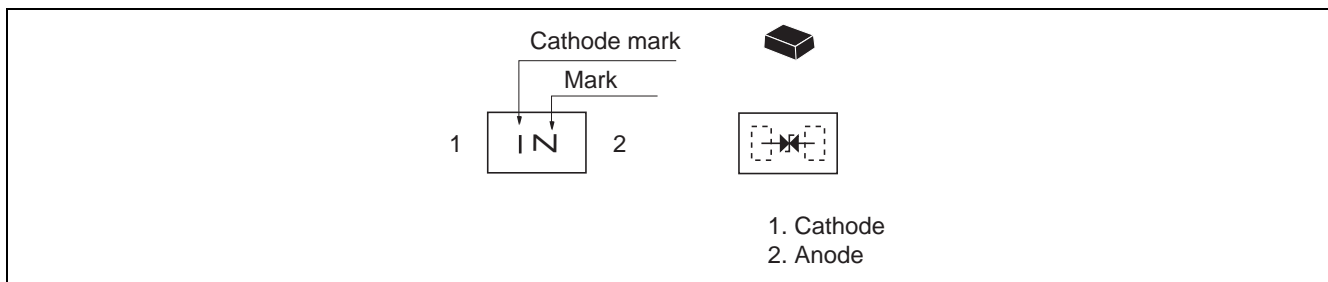 Cathode mark
Mark
1 I N 2
1. Cathode
2. Anode